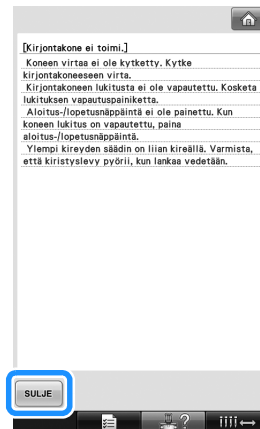 [Kirjontakone ei toimi.]
Koneen virtaa ei ole kytketty. Kytke
kirjontakoneeseen virta.
Kirjontakoneen lukitusta ei ole vapautettu. Kosketa
lukituksen vapautuspainiketta.
Aloitus-/lopetusnäppäintä ei ole painettu. Kun
koneen lukitus on vapautettu, paina
aloitus-/lopetusnäppäintä.
Ylempi kireyden säädin on liian kireällä. Varmista,
että kiristyslevy pyörii, kun lankaa vedetään.
SULJE
?